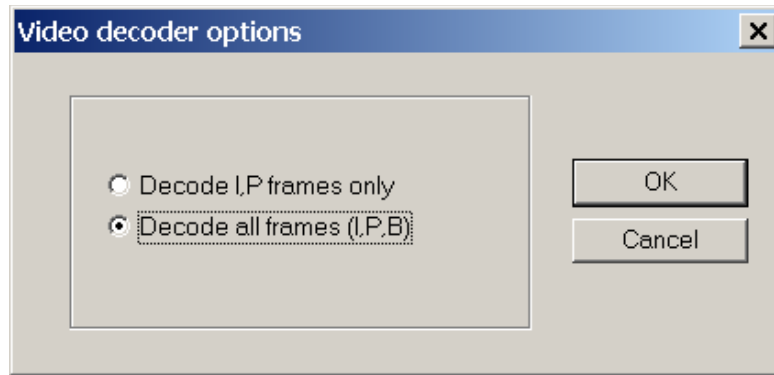 Video decoder options
Decode I,P frames only
Decode all frames (I,P,B)
OK
Cancel